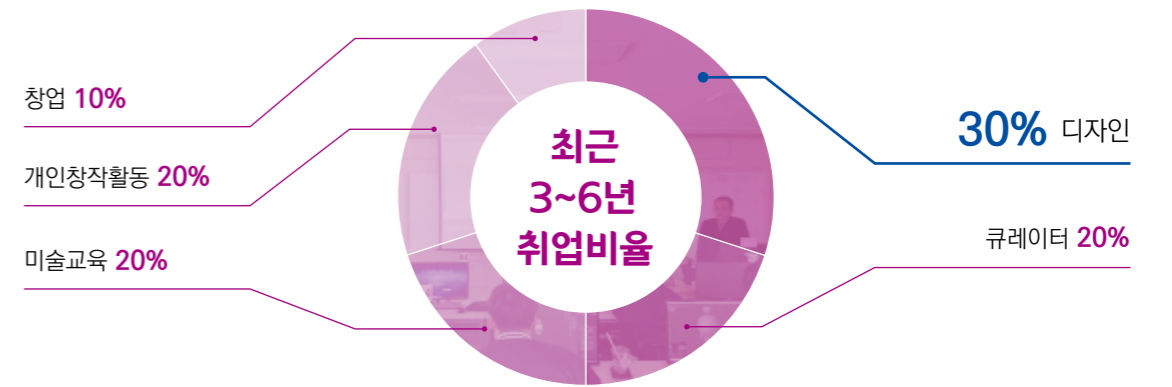 창업 10%
개인창작활동 20%
미술교육 20%
최근
3~6년
취업비율
30% 디자인
큐레이터 20%